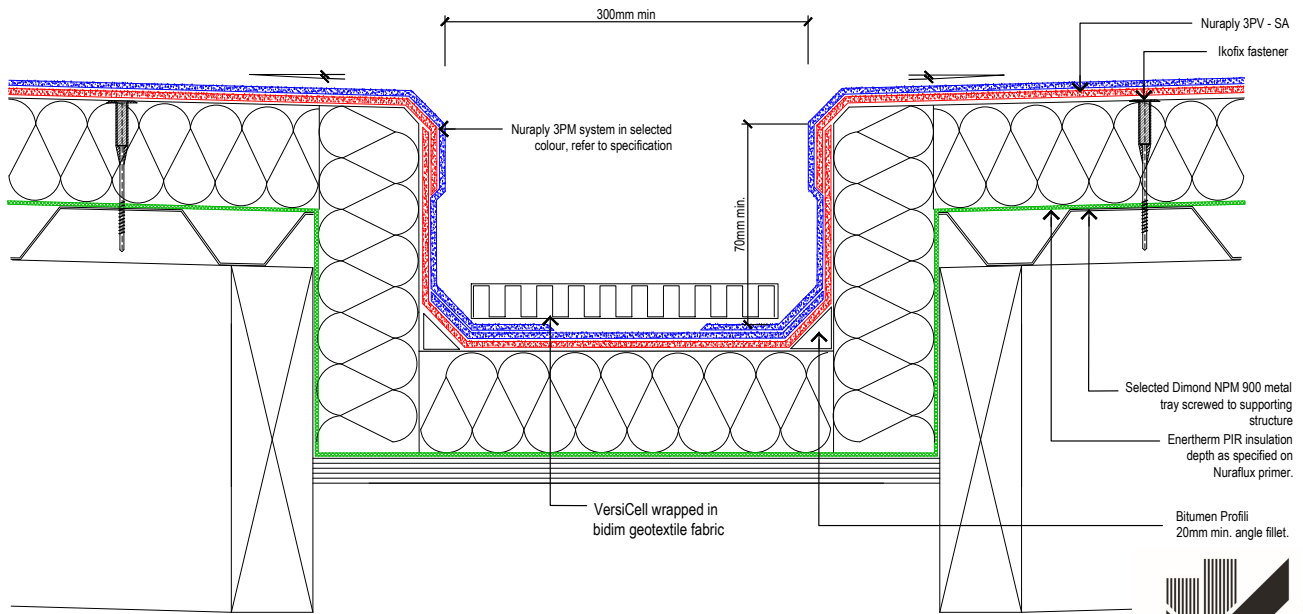 300mm min
Nuraply 3PV - SA
Ikofix fastener
Nuraply 3PM system in selected
colour, refer to specification
70mm min.
Selected Dimond NPM 900 metal
tray screwed to supporting
structure
Enertherm PIR insulation
depth as specified on
Nuraflux primer.
VersiCell wrapped in
bidim geotextile fabric
Bitumen Profili
20mm min. angle fillet.